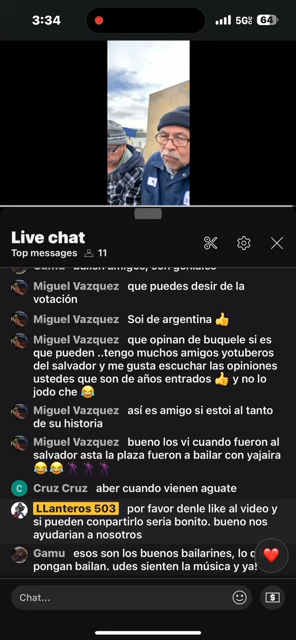 3:34
5GE 64
Live chat
Top messages 11
bailen amigos, son geniales
Miguel Vazquez que puedes desir de la
votación
Miguel Vazquez Soi de argentina 👍
Miguel Vazquez que opinan de buquele si es
que pueden ..tengo muchos amigos yotuberos
del salvador y me gusta escuchar las opiniones
ustedes que son de años entrados 👍 y no lo
jodo che 😂
Miguel Vazquez así es amigo si estoi al tanto
de su historia
Miguel Vazquez bueno los vi cuando fueron al
salvador asta la plaza fueron a bailar con yajaira
😂😂🕺🕺🕺
C Cruz Cruz aber cuando vienen aguate
LLanteros 503 por favor denle like al video y
si pueden conpartirlo seria bonito. bueno nos
ayudarian a nosotros
Gamu esos son los buenos bailarines, lo q
pongan bailan. udes sienten la música y ya!
Chat...